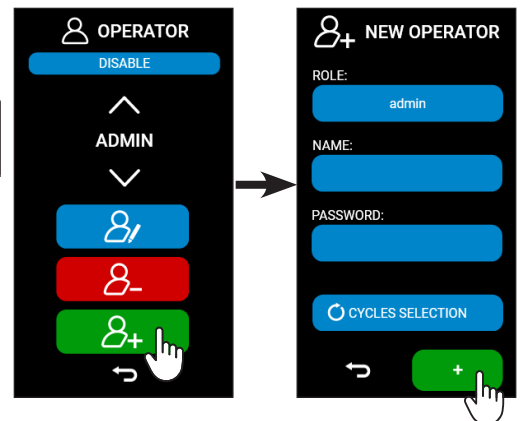 OPERATOR
DISABLE
ADMIN
NEW OPERATOR
ROLE:
admin
NAME:
PASSWORD:
CYCLES SELECTION
+